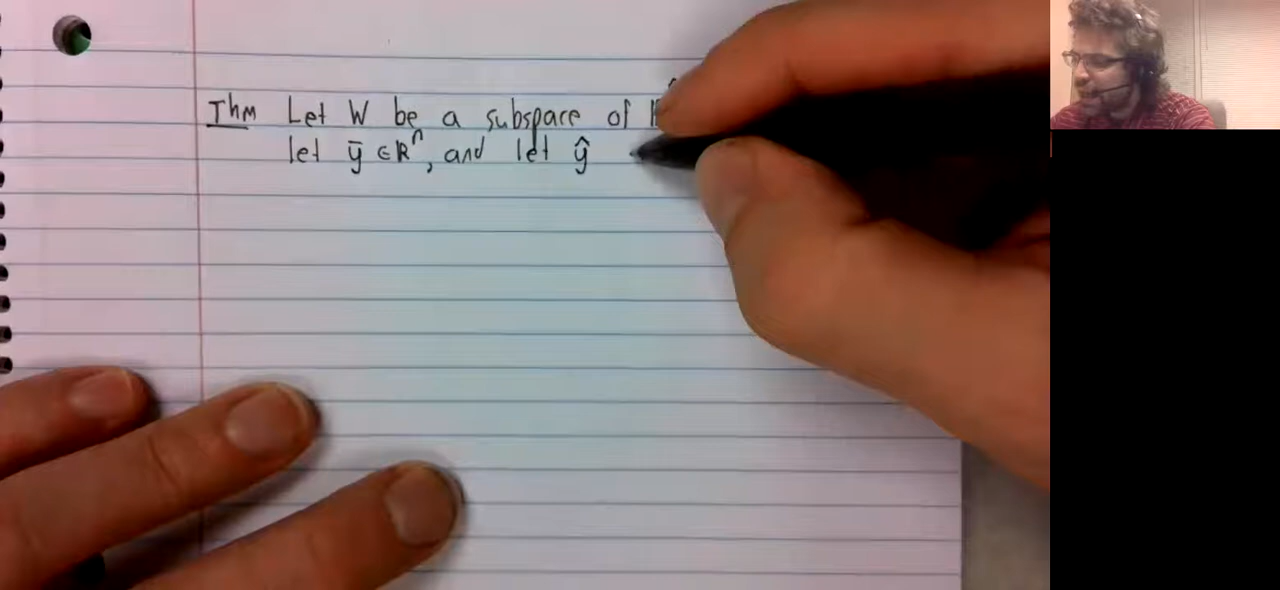 Thm Let W be a subspace of
let ȳ ∈ ℝⁿ, and let ŷ